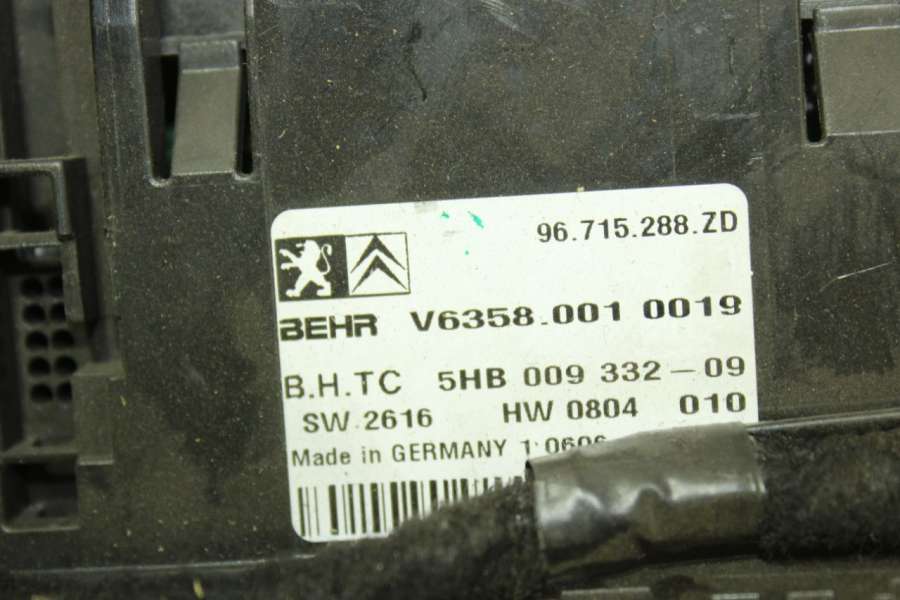 96.715.288.ZD
BEHR V6358.001 0019
B.H.TC 5HB 009 332-09
SW 2616 HW 0804 010
Made in GERMANY